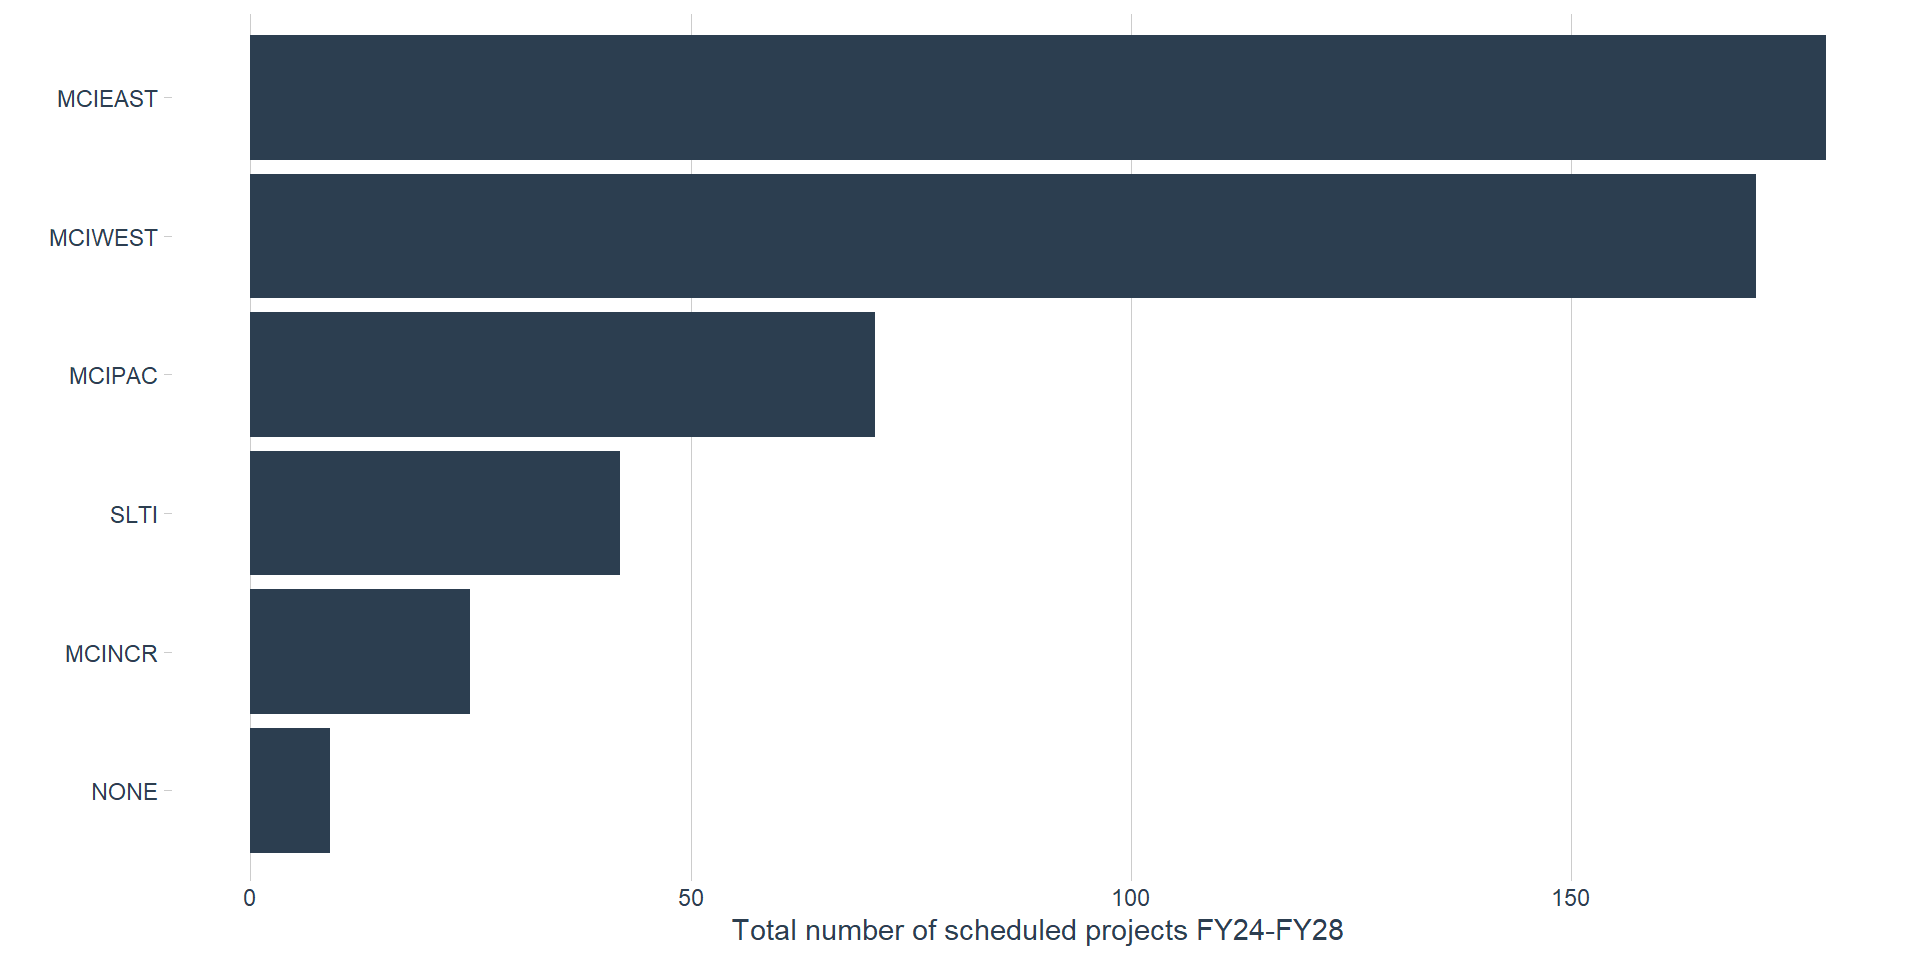 MCIEAST
MCIWEST
MCIPAC
SLTI
MCINCR
NONE
0 50 100 150
Total number of scheduled projects FY24-FY28